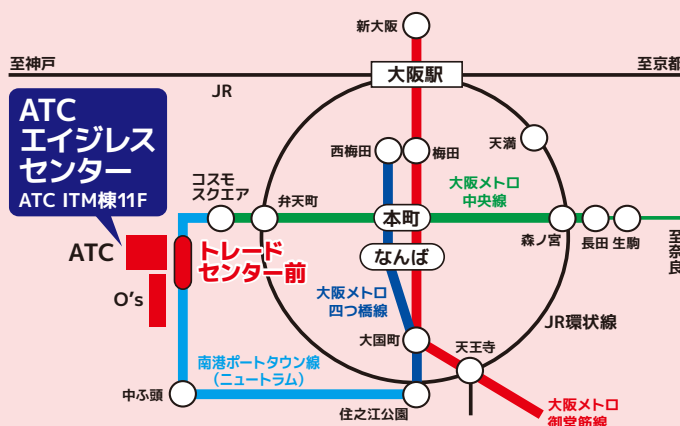 新大阪
至神戸
大阪駅
至京都
JR
ATC
エイジレス
センター
ATC ITM棟11F
西梅田
梅田
天満
コスモ
スクエア
弁天町
大阪メトロ
中央線
本町
森ノ宮
長田
生駒
至奈良
ATC
トレード
センター前
なんば
O's
大阪メトロ
四つ橋線
大国町
天王寺
JR環状線
南港ポートタウン線
（ニュートラム）
中ふ頭
住之江公園
大阪メトロ
御堂筋線